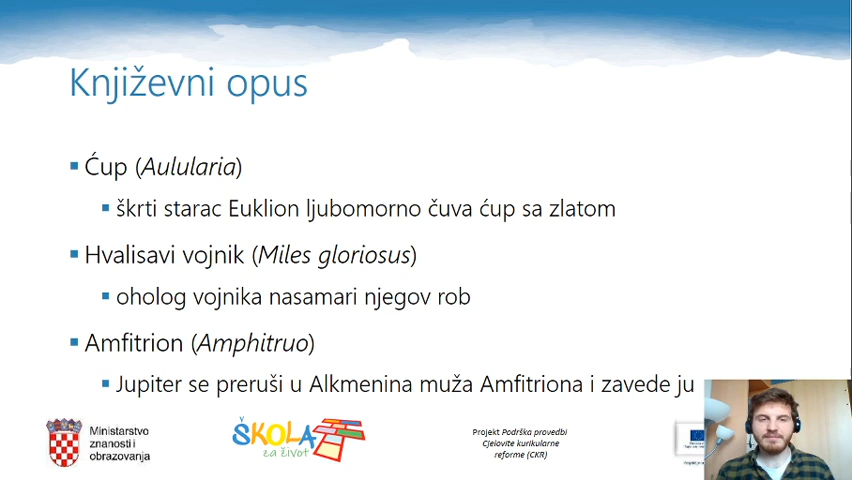 Književni opus
Ćup (Aulularia)
škrti starac Euklion ljubomorno čuva ćup sa zlatom
Hvalisavi vojnik (Miles gloriosus)
oholog vojnika nasamari njegov rob
Amfitrion (Amphitruo)
Jupiter se preruši u Alkmenina muža Amfitriona i zavede ju
Ministarstvo
znanosti i
obrazovanja
ŠKOLA
za život
Projekt Podrška provedbi
Cjelovite kurikularne
reforme (CKR)